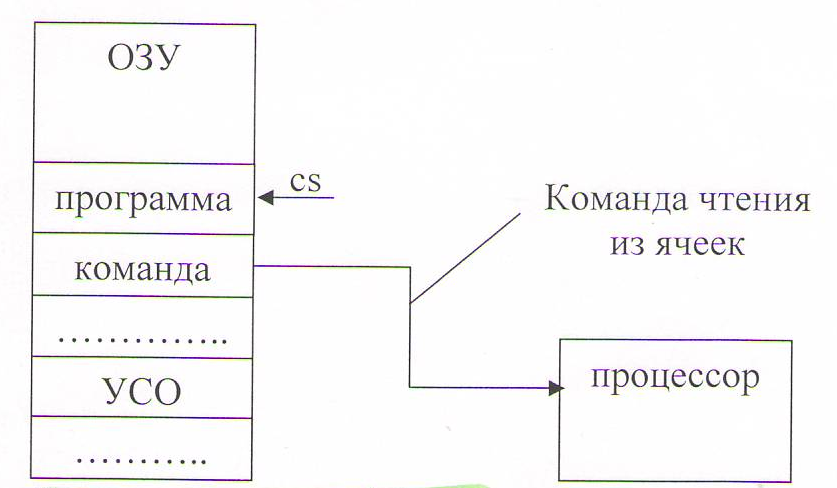 ОЗУ
программа
cs
команда
Команда чтения
из ячеек
…………..
УСО
процессор
………..